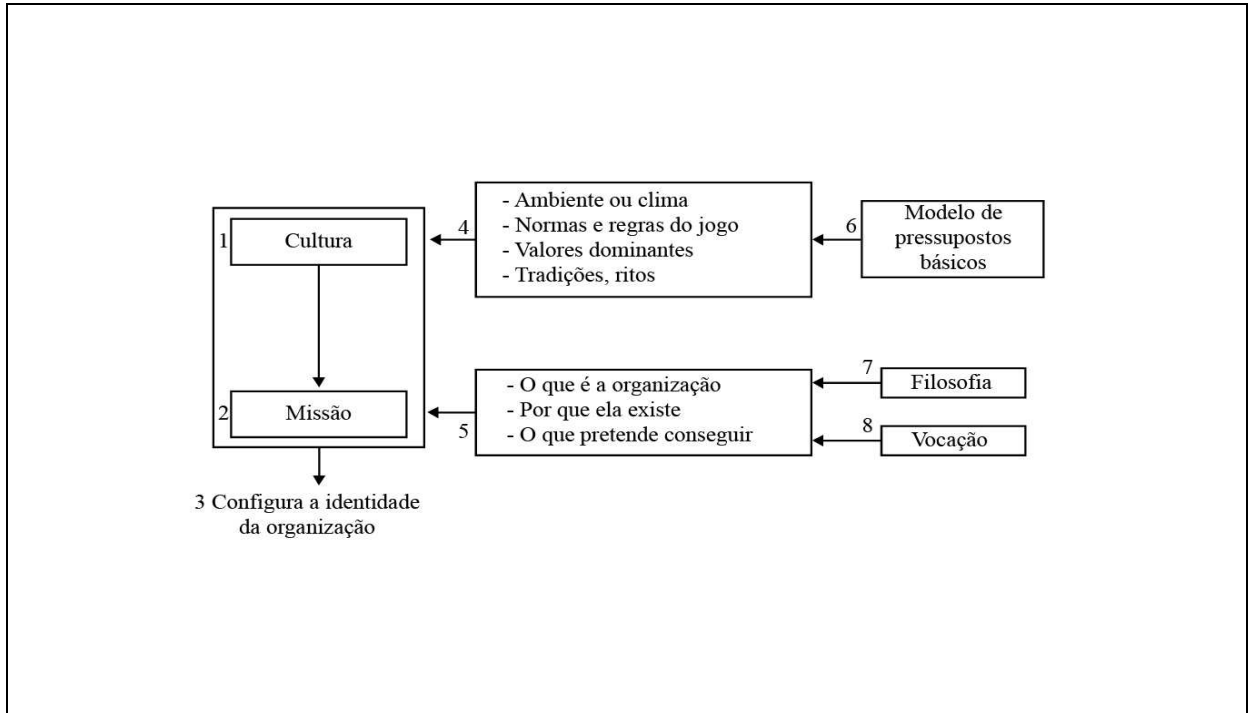 1
Cultura
2
Missão
3 Configura a identidade
da organização
4
- Ambiente ou clima
- Normas e regras do jogo
- Valores dominantes
- Tradições, ritos
5
- O que é a organização
- Por que ela existe
- O que pretende conseguir
6
Modelo de
pressupostos
básicos
7
Filosofia
8
Vocação